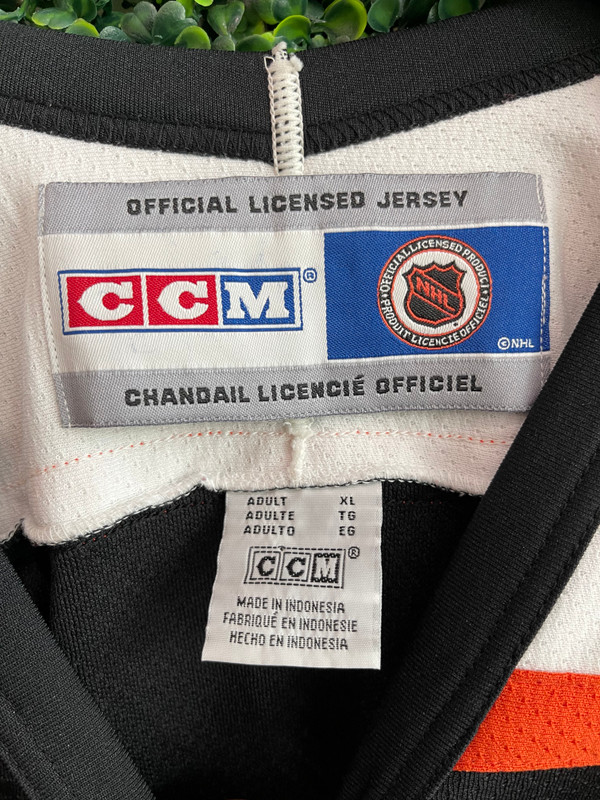 OFFICIAL LICENSED JERSEY
CCM®
OFFICIAL LICENSED PRODUCT
NHL
PRODUIT LICENCIÉ OFFICIEL
©NHL
CHANDAIL LICENCIÉ OFFICIEL
ADULT XL
ADULTE TG
ADULTO EG
CCM®
MADE IN INDONESIA
FABRIQUÉ EN INDONESIE
HECHO EN INDONESIA